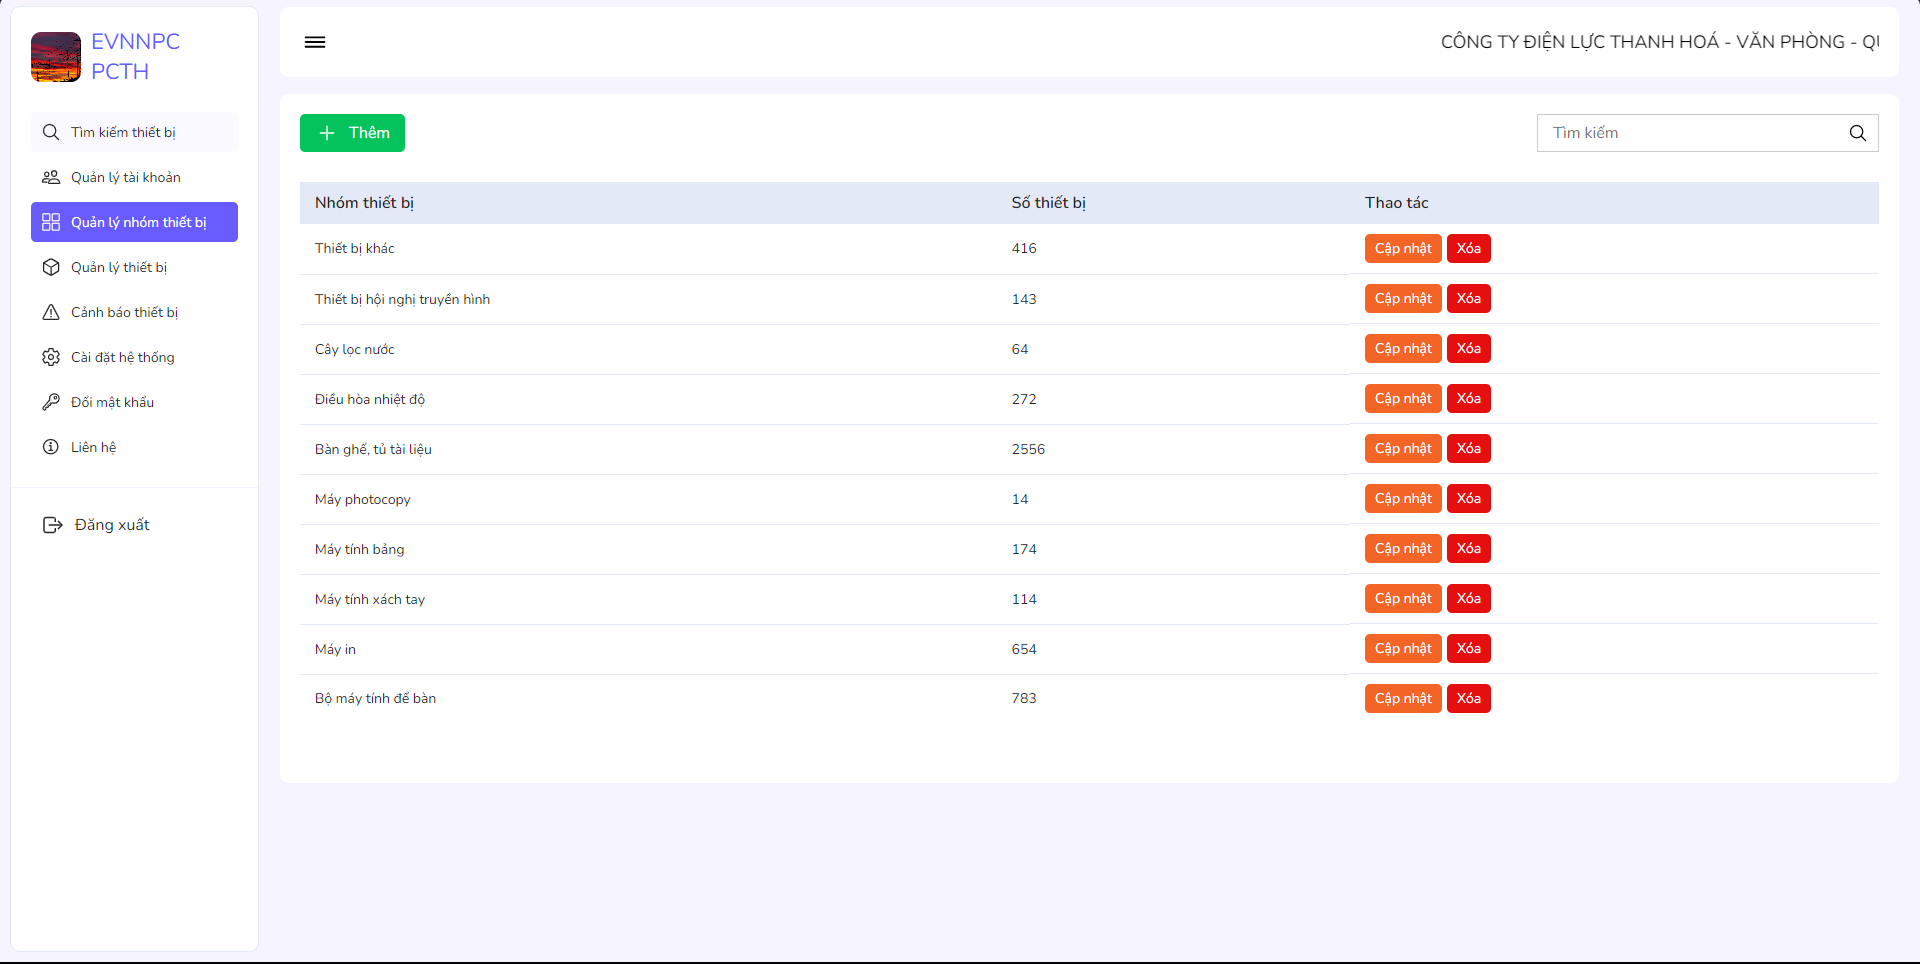 EVNNPC
PCTH
CÔNG TY ĐIỆN LỰC THANH HOÁ - VĂN PHÒNG -
Tìm kiếm thiết bị
Quản lý tài khoản
Quản lý nhóm thiết bị
Quản lý thiết bị
Cảnh báo thiết bị
Cài đặt hệ thống
Đổi mật khẩu
Liên hệ
Đăng xuất
Thêm
Tìm kiếm
Nhóm thiết bị Số thiết bị Thao tác
Thiết bị khác 416 Cập nhật Xóa
Thiết bị hội nghị truyền hình 143 Cập nhật Xóa
Cây lọc nước 64 Cập nhật Xóa
Điều hòa nhiệt độ 272 Cập nhật Xóa
Bàn ghế, tủ tài liệu 2556 Cập nhật Xóa
Máy photocopy 14 Cập nhật Xóa
Máy tính bảng 174 Cập nhật Xóa
Máy tính xách tay 114 Cập nhật Xóa
Máy in 654 Cập nhật Xóa
Bộ máy tính để bàn 783 Cập nhật Xóa